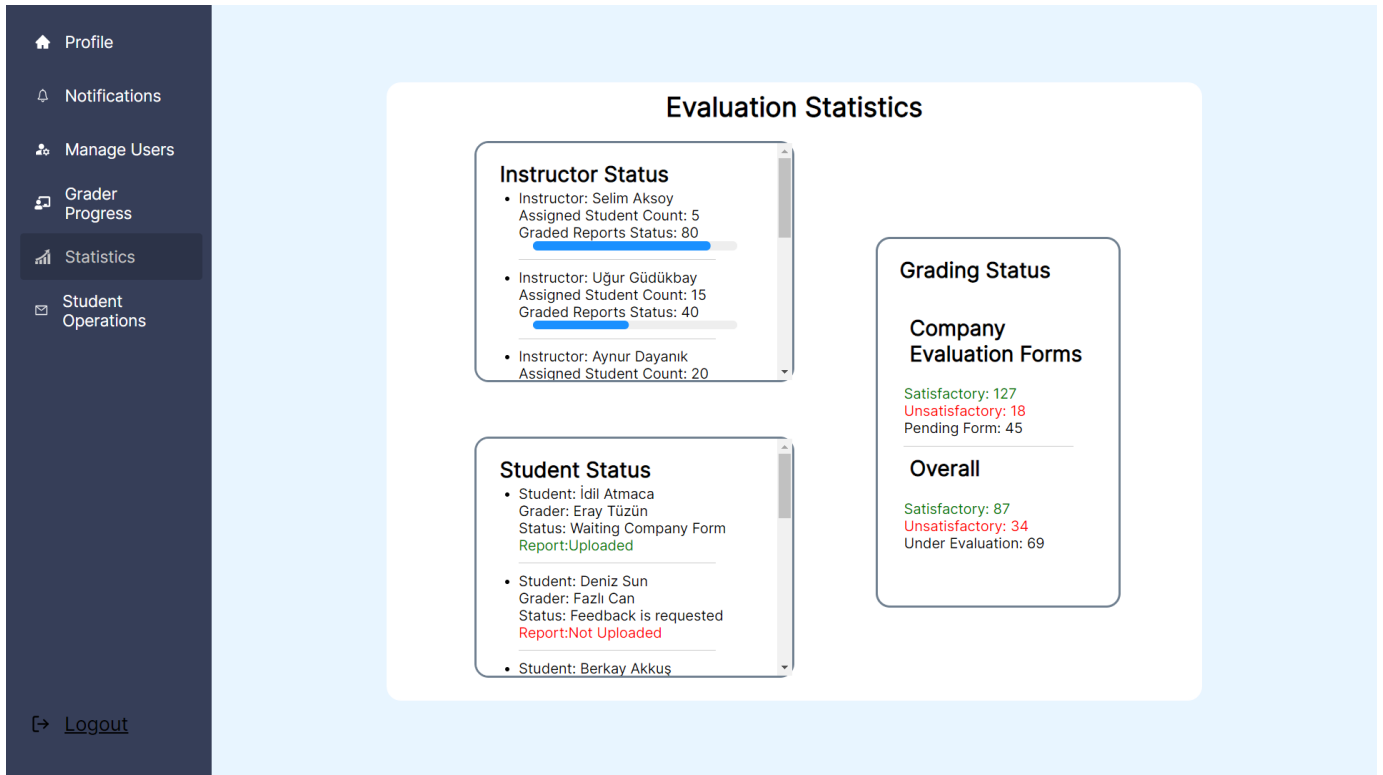 Profile
Notifications
Manage Users
Grader
Progress
Statistics
Student
Operations
Logout
Evaluation Statistics
Instructor Status
Instructor: Selim Aksoy
Assigned Student Count: 5
Graded Reports Status: 80
Instructor: Uğur Güdükbay
Assigned Student Count: 15
Graded Reports Status: 40
Instructor: Aynur Dayanık
Assigned Student Count: 20
Student Status
Student: İdil Atmaca
Grader: Eray Tüzün
Status: Waiting Company Form
Report:Uploaded
Student: Deniz Sun
Grader: Fazlı Can
Status: Feedback is requested
Report:Not Uploaded
Student: Berkay Akkuş
Grading Status
Company
Evaluation Forms
Satisfactory: 127
Unsatisfactory: 18
Pending Form: 45
Overall
Satisfactory: 87
Unsatisfactory: 34
Under Evaluation: 69